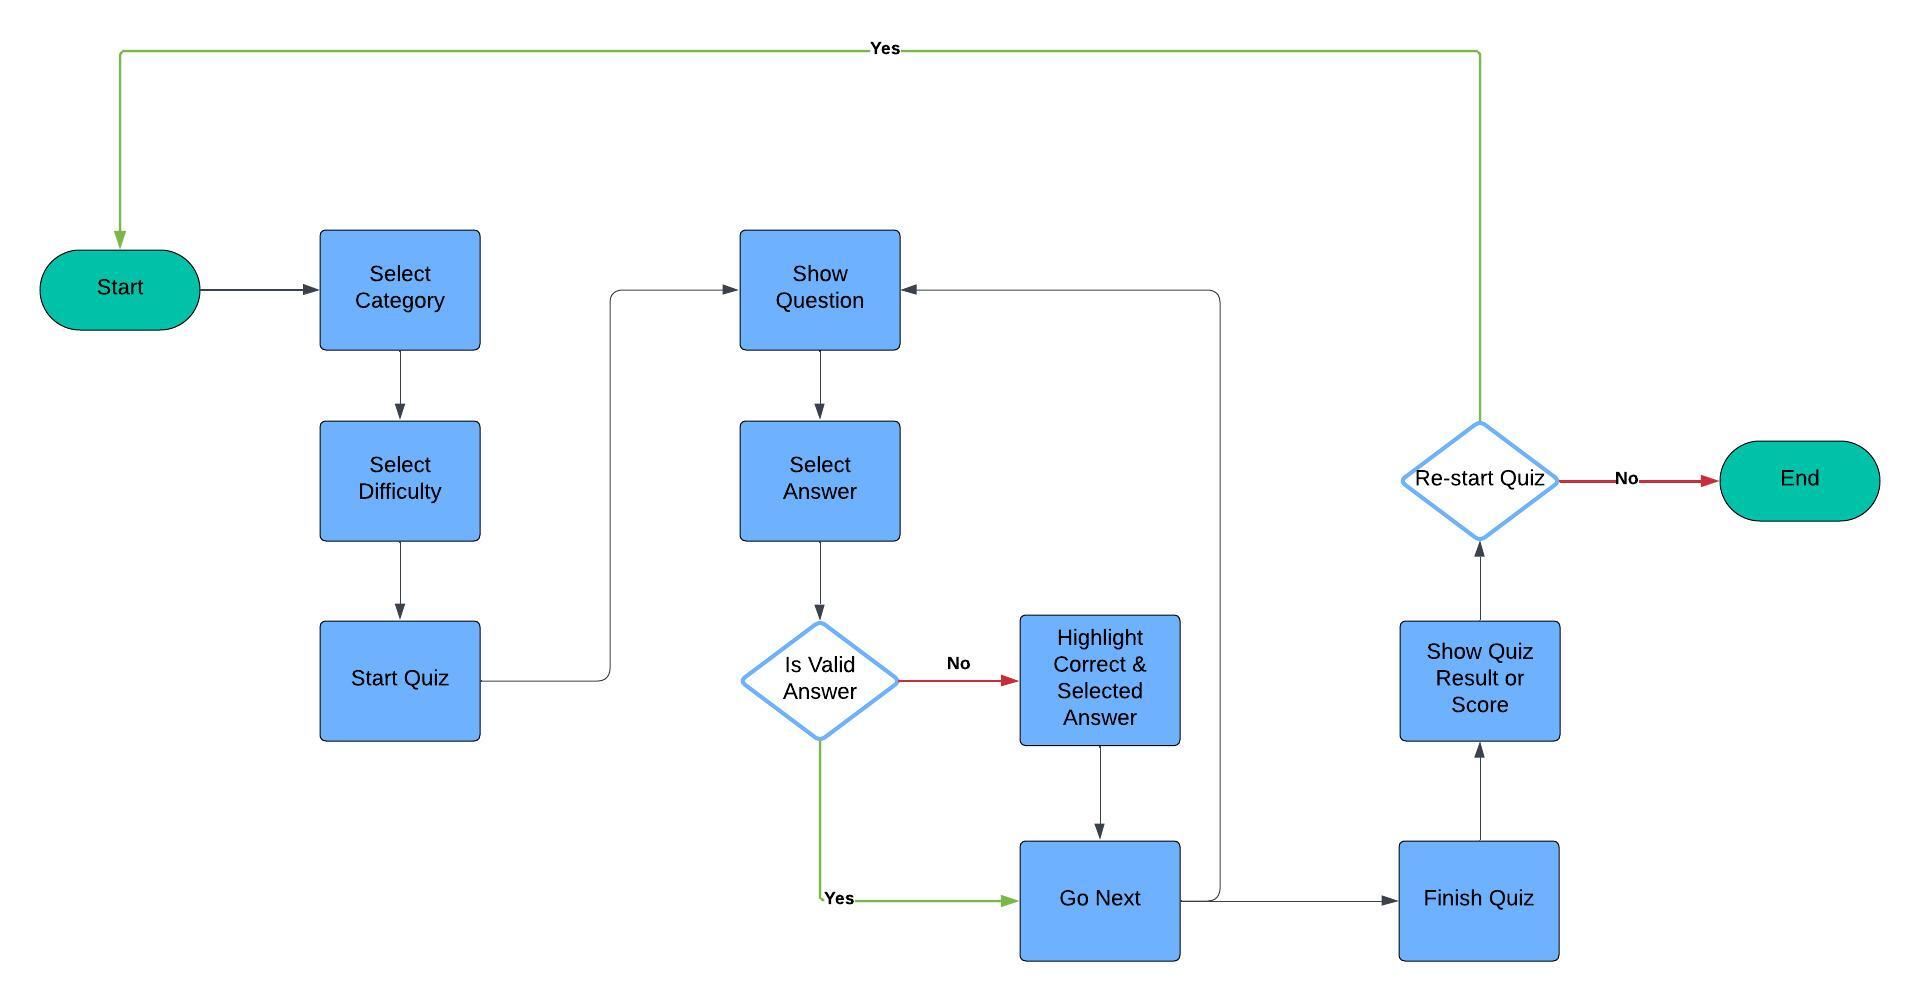 Yes
Start
Select
Category
Select
Difficulty
Start Quiz
Show
Question
Select
Answer
Is Valid
Answer
No
Highlight
Correct &
Selected
Answer
Yes
Go Next
Finish Quiz
Show Quiz
Result or
Score
Re-start Quiz
No
End